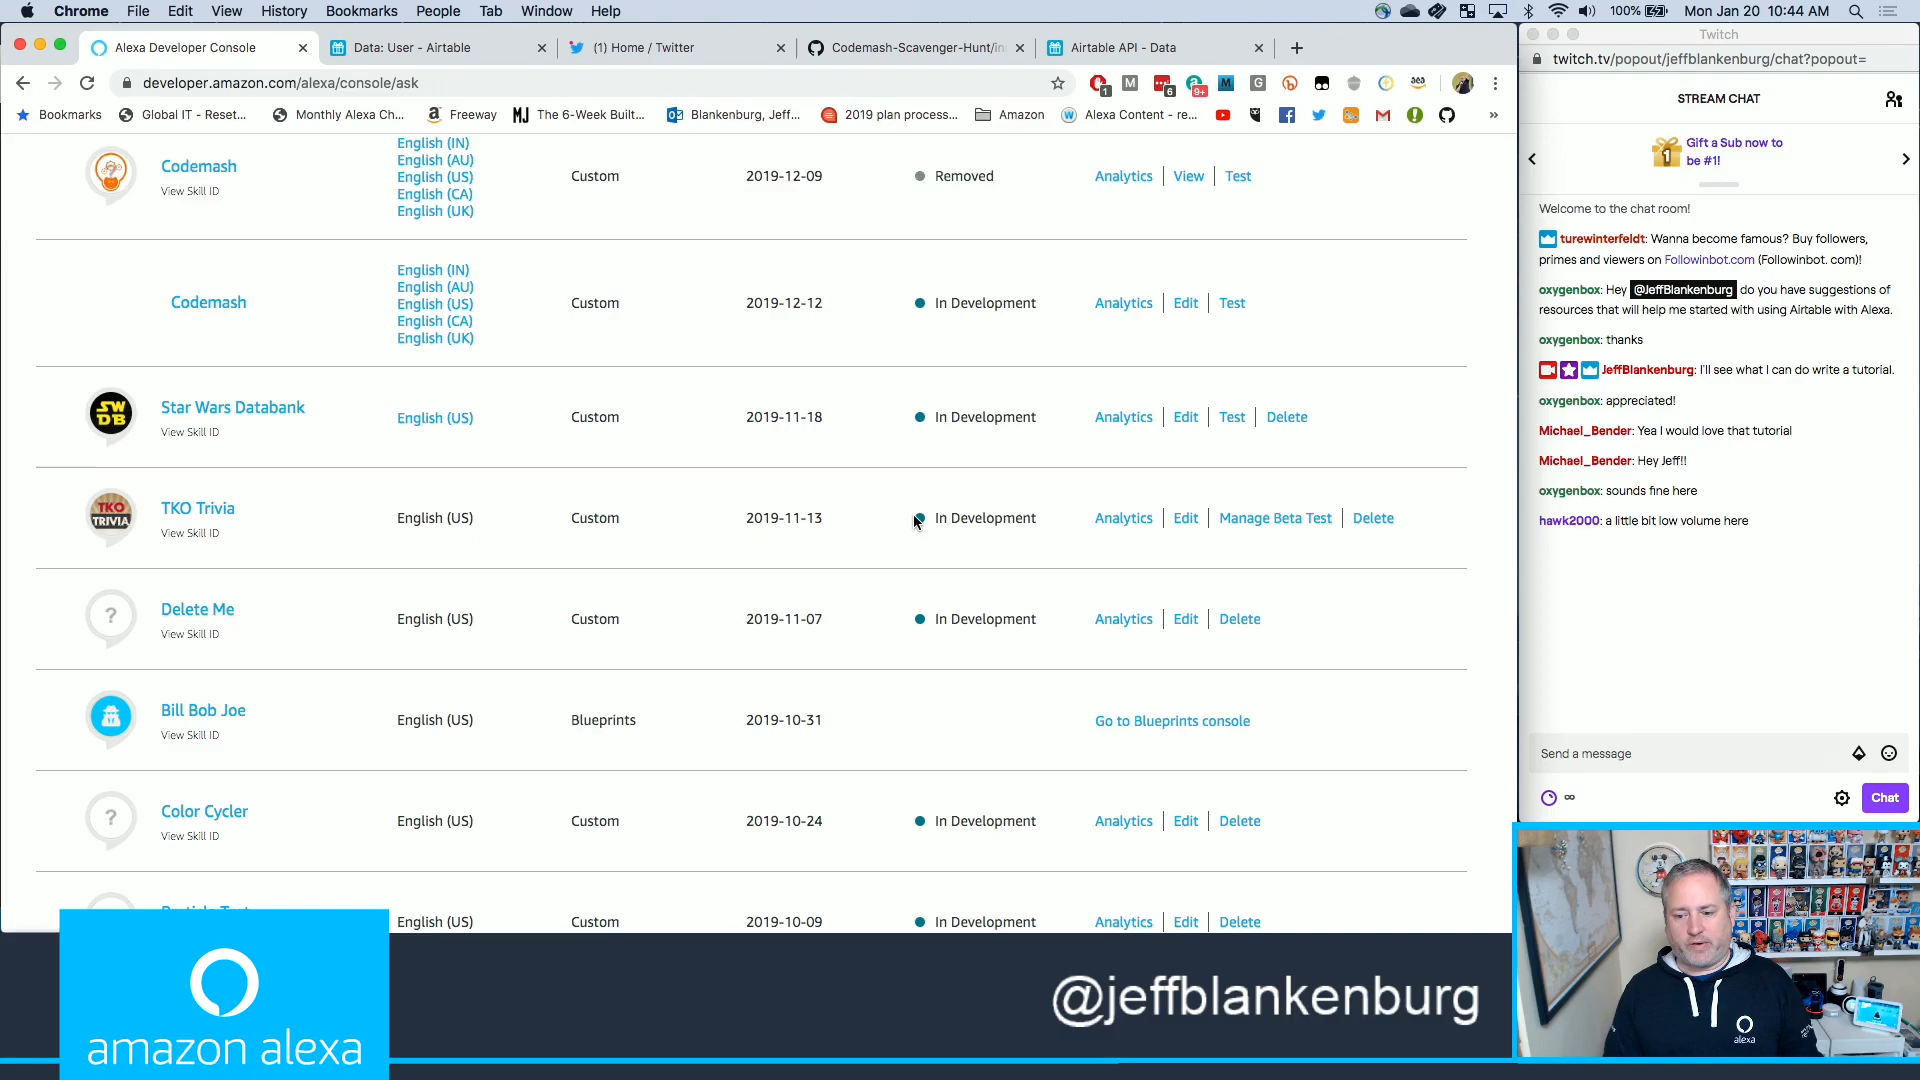 Chrome File Edit View History Bookmarks People Tab Window Help
100% Mon Jan 20 10:44 AM
Alexa Developer Console
Data: User - Airtable
(1) Home / Twitter
Codemash-Scavenger-Hunt/in
Airtable API - Data
developer.amazon.com/alexa/console/ask
1 6 9+
Bookmarks
Global IT - Reset...
Monthly Alexa Ch...
Freeway
The 6-Week Built...
Blankenburg, Jeff...
2019 plan process...
Amazon
Alexa Content - re...
Codemash
View Skill ID
English (IN)
English (AU)
English (US)
English (CA)
English (UK)
Custom
2019-12-09
Removed
Analytics View Test
Codemash
English (IN)
English (AU)
English (US)
English (CA)
English (UK)
Custom
2019-12-12
In Development
Analytics Edit Test
SW
DB
Star Wars Databank
View Skill ID
English (US)
Custom
2019-11-18
In Development
Analytics Edit Test Delete
TKO
TRIVIA
TKO Trivia
View Skill ID
English (US)
Custom
2019-11-13
In Development
Analytics Edit Manage Beta Test Delete
?
Delete Me
View Skill ID
English (US)
Custom
2019-11-07
In Development
Analytics Edit Delete
Bill Bob Joe
View Skill ID
English (US)
Blueprints
2019-10-31
Go to Blueprints console
?
Color Cycler
View Skill ID
English (US)
Custom
2019-10-24
In Development
Analytics Edit Delete
English (US)
Custom
2019-10-09
In Development
Analytics Edit Delete
Twitch
twitch.tv/popout/jeffblankenburg/chat?popout=
STREAM CHAT
1
Gift a Sub now to
be #1!
Welcome to the chat room!
turewinterfeldt: Wanna become famous? Buy followers,
primes and viewers on Followinbot.com (Followinbot. com)!
oxygenbox: Hey @JeffBlankenburg do you have suggestions of
resources that will help me started with using Airtable with Alexa.
oxygenbox: thanks
JeffBlankenburg: I'll see what I can do write a tutorial.
oxygenbox: appreciated!
Michael_Bender: Yea I would love that tutorial
Michael_Bender: Hey Jeff!!
oxygenbox: sounds fine here
hawk2000: a little bit low volume here
Send a message
∞
Chat
amazon alexa
@jeffblankenburg
alexa